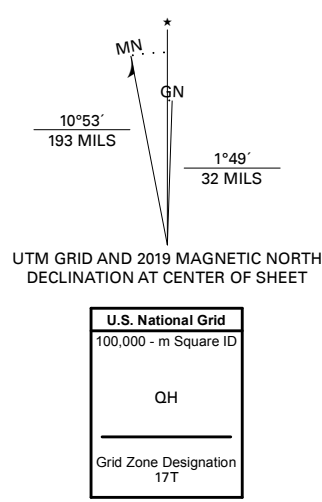 ★
MN
GN
10°53´
193 MILS
1°49´
32 MILS
UTM GRID AND 2019 MAGNETIC NORTH
DECLINATION AT CENTER OF SHEET
U.S. National Grid
100,000 - m Square ID
QH
Grid Zone Designation
17T